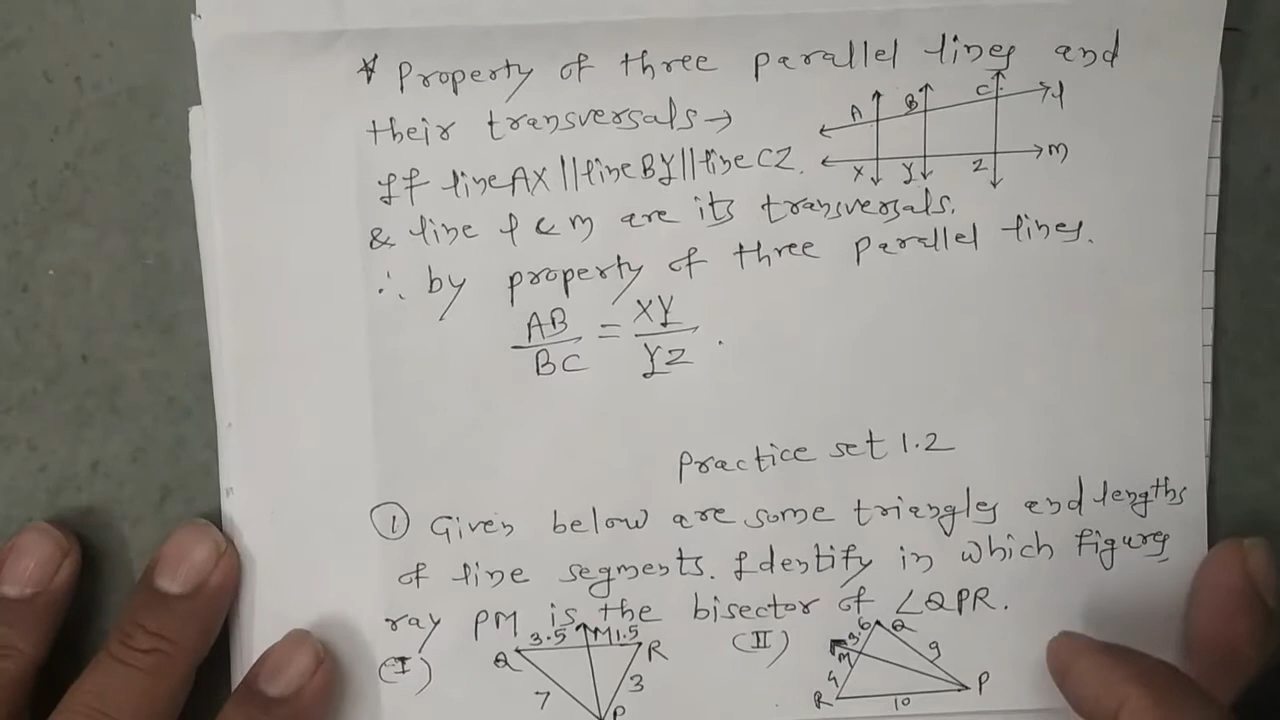 * Property of three parallel lines and
their transversals→
If line AX || line BY || line CZ.
& line l & m are its transversals.
∴ by property of three parallel lines.
AB/BC = XY/YZ.
A B C l
X Y Z m
Practice set 1.2
① Given below are some triangles and lengths
of line segments. Identify in which figures
ray PM is the bisector of ∠QPR.
(I) Q 3.5 M 1.5 R
7 3
P
(II) Q 3.6 M 4 R
9 10 P